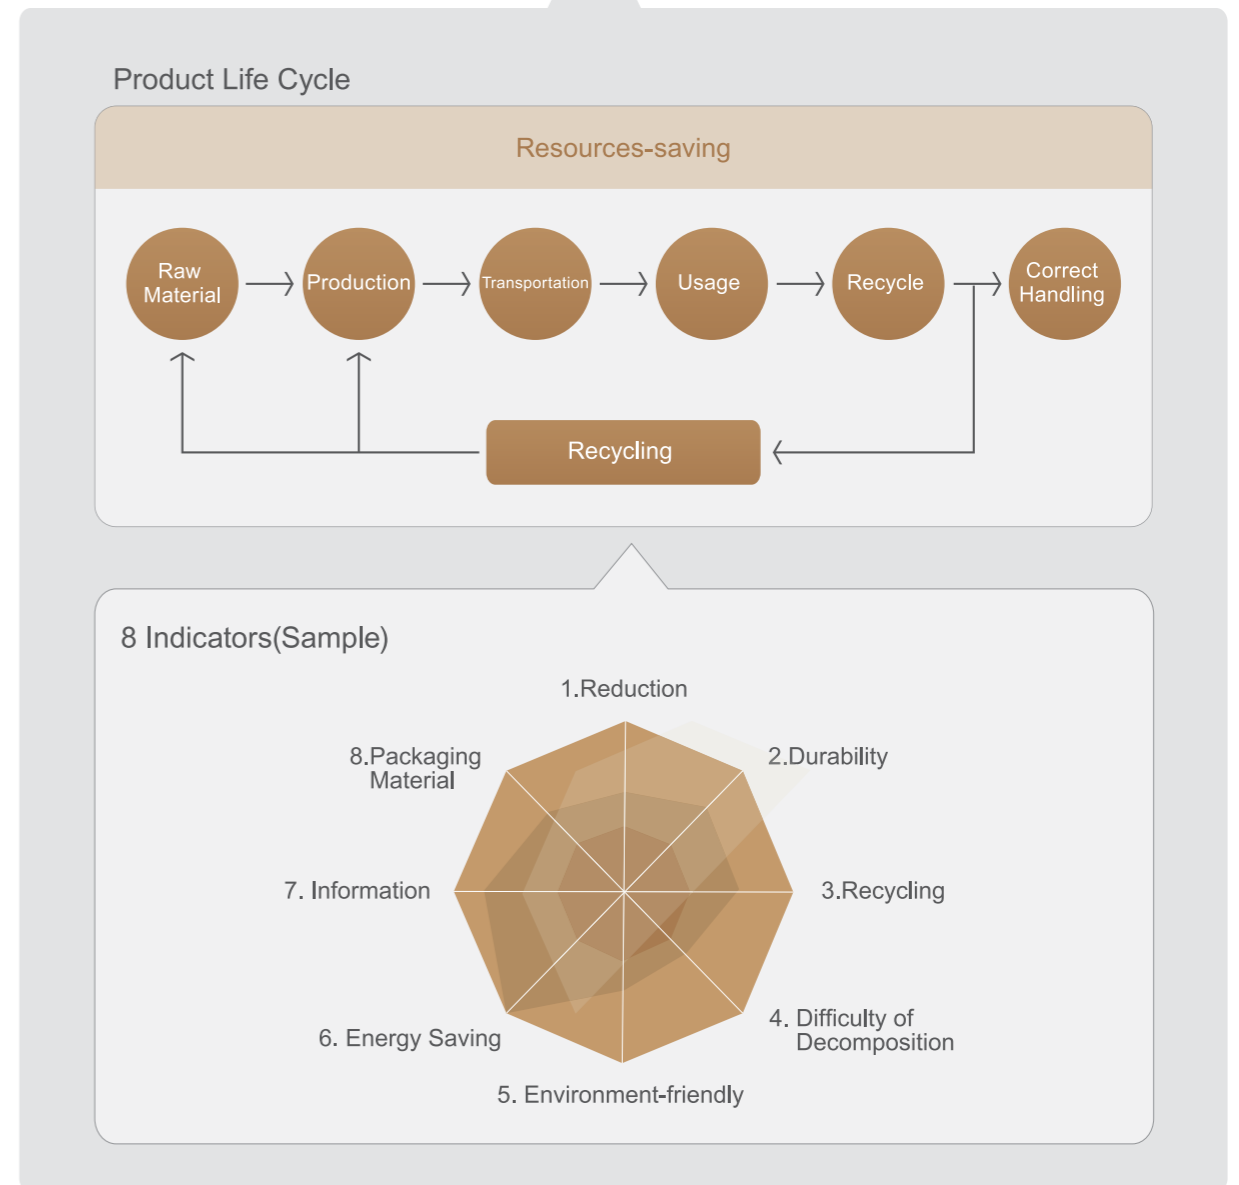 Product Life Cycle
Resources-saving
Raw
Material
Production
Transportation
Usage
Recycle
Correct
Handling
Recycling
8 Indicators(Sample)
1.Reduction
2.Durability
3.Recycling
4. Difficulty of
Decomposition
5. Environment-friendly
6. Energy Saving
7. Information
8.Packaging
Material